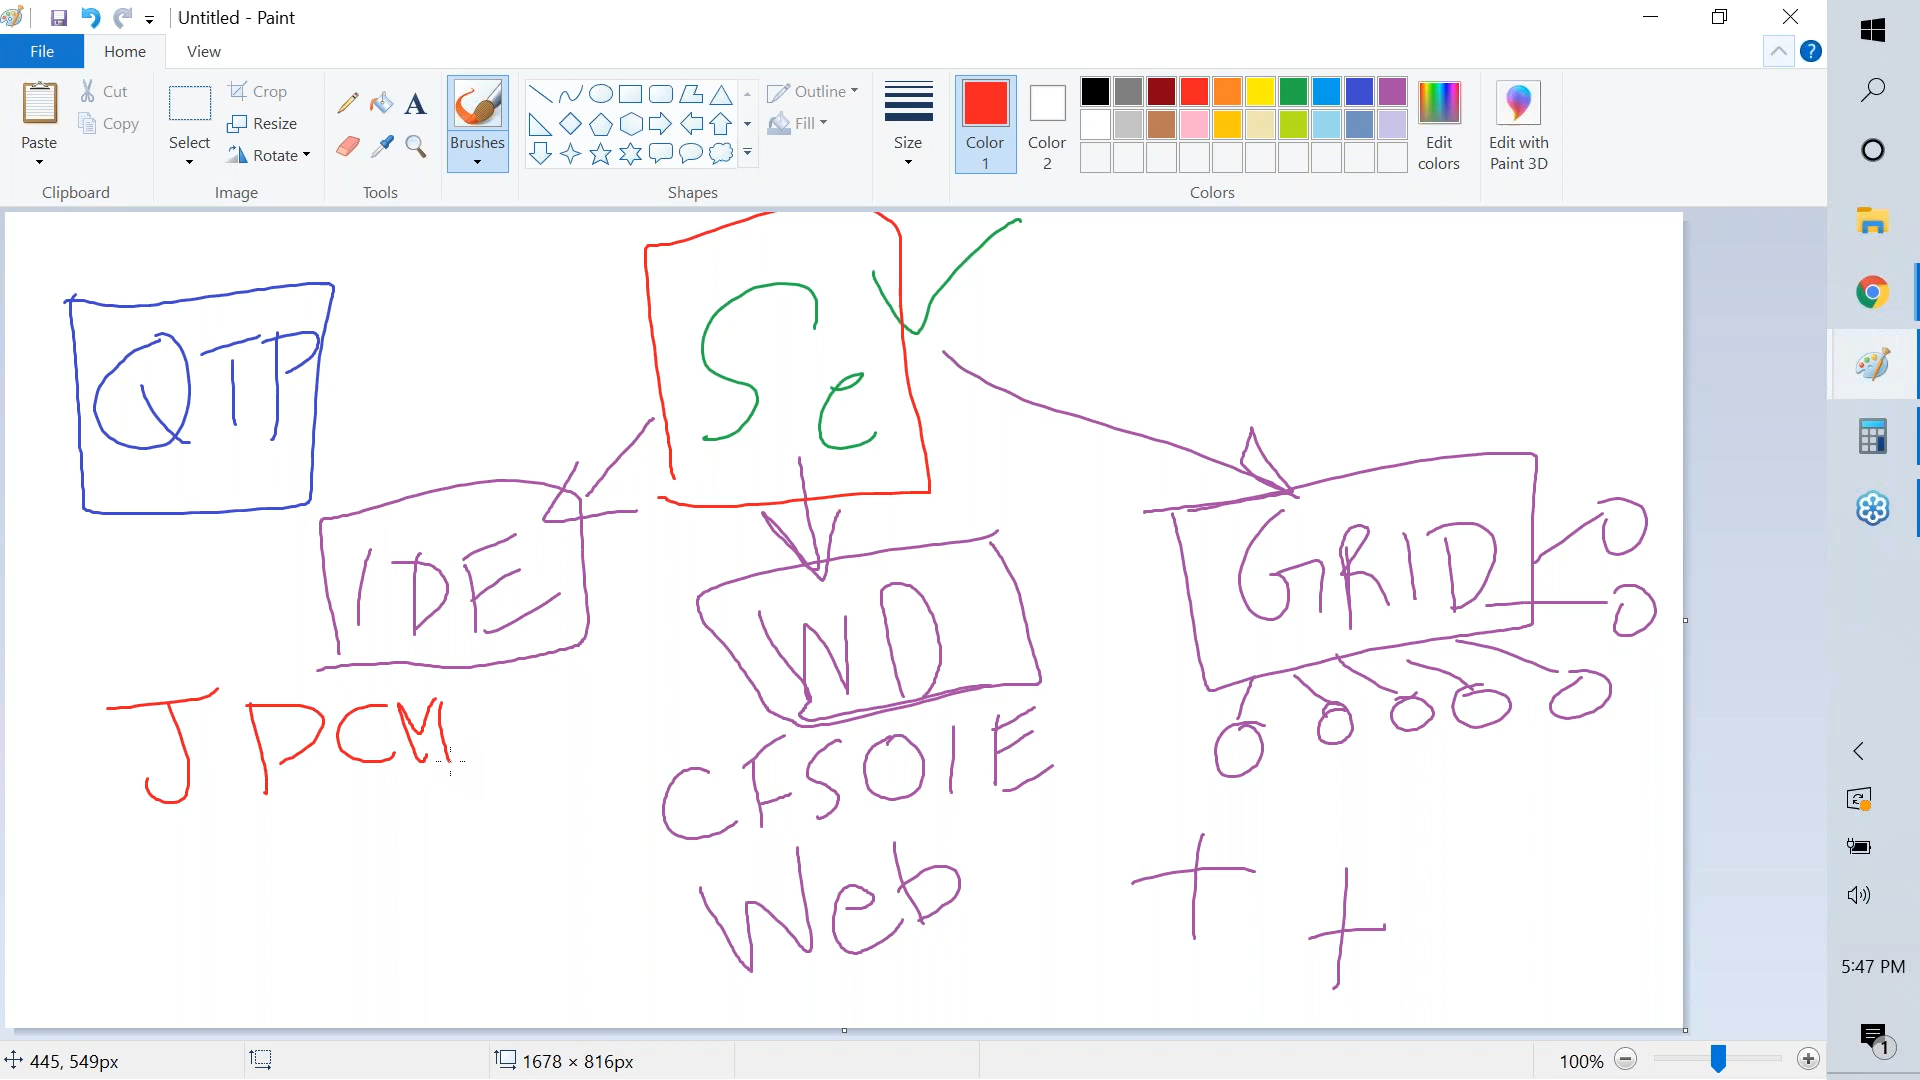 Untitled - Paint
File Home View
Paste
Cut
Copy
Clipboard
Select
Crop
Resize
Rotate
Image
A
Tools
Brushes
Shapes
Outline
Fill
Size
Color 1
Color 2
Edit colors
Colors
Edit with Paint 3D
?
QTP
Se
IDE
WD
GRID
JPCM
CFSOIE
Web
5:47 PM
1
445, 549px
1678 × 816px
100%